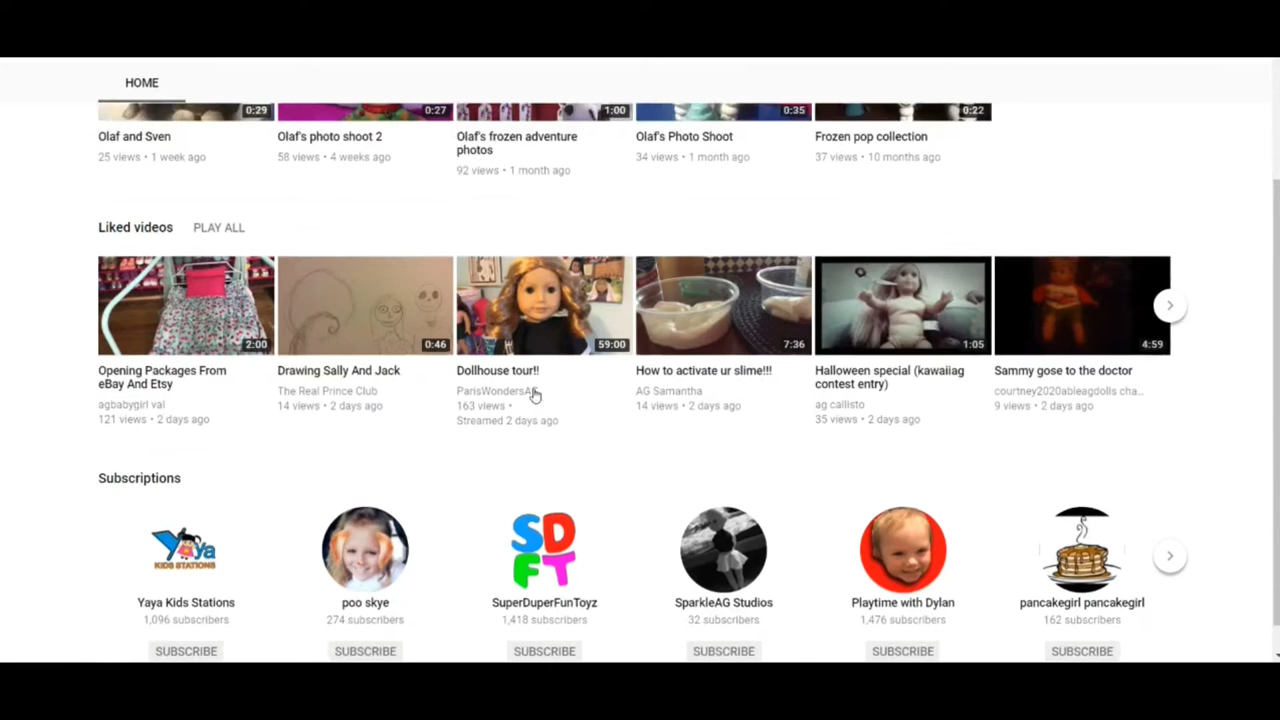 HOME
0:29
0:27
1:00
0:35
0:22
Olaf and Sven
25 views • 1 week ago
Olaf's photo shoot 2
58 views • 4 weeks ago
Olaf's frozen adventure
photos
92 views • 1 month ago
Olaf's Photo Shoot
34 views • 1 month ago
Frozen pop collection
37 views • 10 months ago
Liked videos PLAY ALL
2:00
0:46
59:00
7:36
1:05
4:59
Opening Packages From
eBay And Etsy
agbabygirl val
121 views • 2 days ago
Drawing Sally And Jack
The Real Prince Club
14 views • 2 days ago
Dollhouse tour!!
ParisWondersAG
163 views •
Streamed 2 days ago
How to activate ur slime!!!
AG Samantha
14 views • 2 days ago
Halloween special (kawaiiag
contest entry)
ag callisto
35 views • 2 days ago
Sammy gose to the doctor
courtney2020ableagdolls cha...
9 views • 2 days ago
Subscriptions
Yaya
KIDS STATIONS
SD
FT
Yaya Kids Stations
1,096 subscribers
SUBSCRIBE
poo skye
274 subscribers
SUBSCRIBE
SuperDuperFunToyz
1,418 subscribers
SUBSCRIBE
SparkleAG Studios
32 subscribers
SUBSCRIBE
Playtime with Dylan
1,476 subscribers
SUBSCRIBE
pancakegirl pancakegirl
162 subscribers
SUBSCRIBE